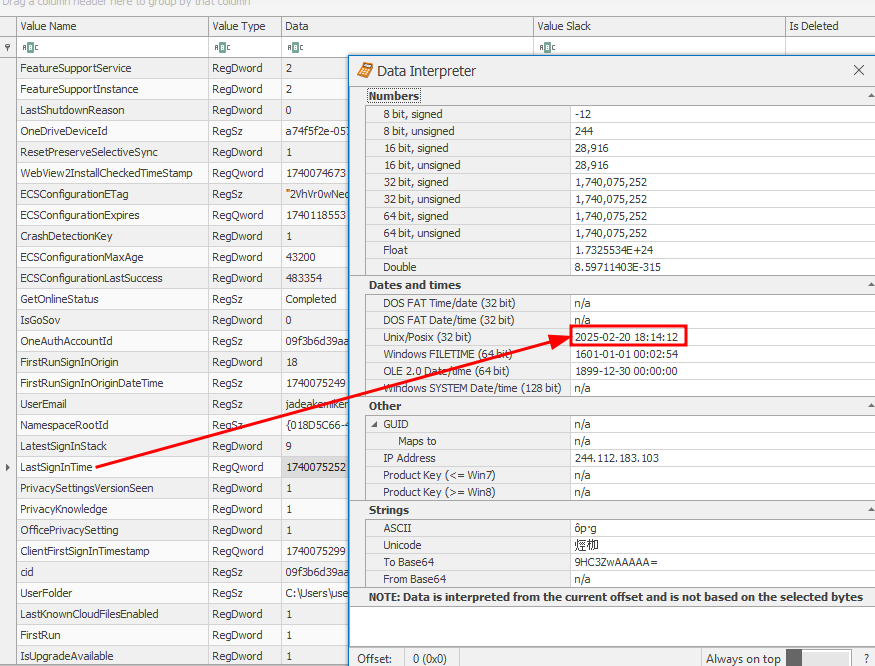 Drag a column header here to group by that column
Value Name Value Type Data Value Slack Is Deleted
FeatureSupportService RegDword 2
FeatureSupportInstance RegDword 2
LastShutdownReason RegDword 0
OneDriveDeviceId RegSz a74f5f2e-057
ResetPreserveSelectiveSync RegDword 1
WebView2InstallCheckedTimeStamp RegQword 1740074673
ECSConfigurationETag RegSz "2VhVr0wNec
ECSConfigurationExpires RegQword 1740118553
CrashDetectionKey RegDword 1
ECSConfigurationMaxAge RegDword 43200
ECSConfigurationLastSuccess RegDword 483354
GetOnlineStatus RegSz Completed
IsGoSov RegDword 0
OneAuthAccountId RegSz 09f3b6d39aa
FirstRunSignInOrigin RegDword 18
FirstRunSignInOriginDateTime RegSz 1740075249
UserEmail RegSz jadeakemiken
NamespaceRootId RegSz {018D5C66-4
LatestSignInStack RegDword 9
LastSignInTime RegQword 1740075252
PrivacySettingsVersionSeen RegDword 1
PrivacyKnowledge RegDword 1
OfficePrivacySetting RegDword 1
ClientFirstSignInTimestamp RegQword 1740075299
cid RegSz 09f3b6d39aa
UserFolder RegSz C:\Users\use
LastKnownCloudFilesEnabled RegDword 1
FirstRun RegDword 1
IsUpgradeAvailable RegDword 1
Data Interpreter
Numbers
8 bit, signed -12
8 bit, unsigned 244
16 bit, signed 28,916
16 bit, unsigned 28,916
32 bit, signed 1,740,075,252
32 bit, unsigned 1,740,075,252
64 bit, signed 1,740,075,252
64 bit, unsigned 1,740,075,252
Float 1.7325534E+24
Double 8.59711403E-315
Dates and times
DOS FAT Time/date (32 bit) n/a
DOS FAT Date/time (32 bit) n/a
Unix/Posix (32 bit) 2025-02-20 18:14:12
Windows FILETIME (64 bit) 1601-01-01 00:02:54
OLE 2.0 Date/time (64 bit) 1899-12-30 00:00:00
Windows SYSTEM Date/time (128 bit) n/a
Other
GUID n/a
Maps to n/a
IP Address 244.112.183.103
Product Key (<= Win7) n/a
Product Key (>= Win8) n/a
Strings
ASCII ôp·g
Unicode
To Base64 9HC3ZwAAAAA=
From Base64 n/a
NOTE: Data is interpreted from the current offset and is not based on the selected bytes
Offset: 0 (0x0) Always on top ?